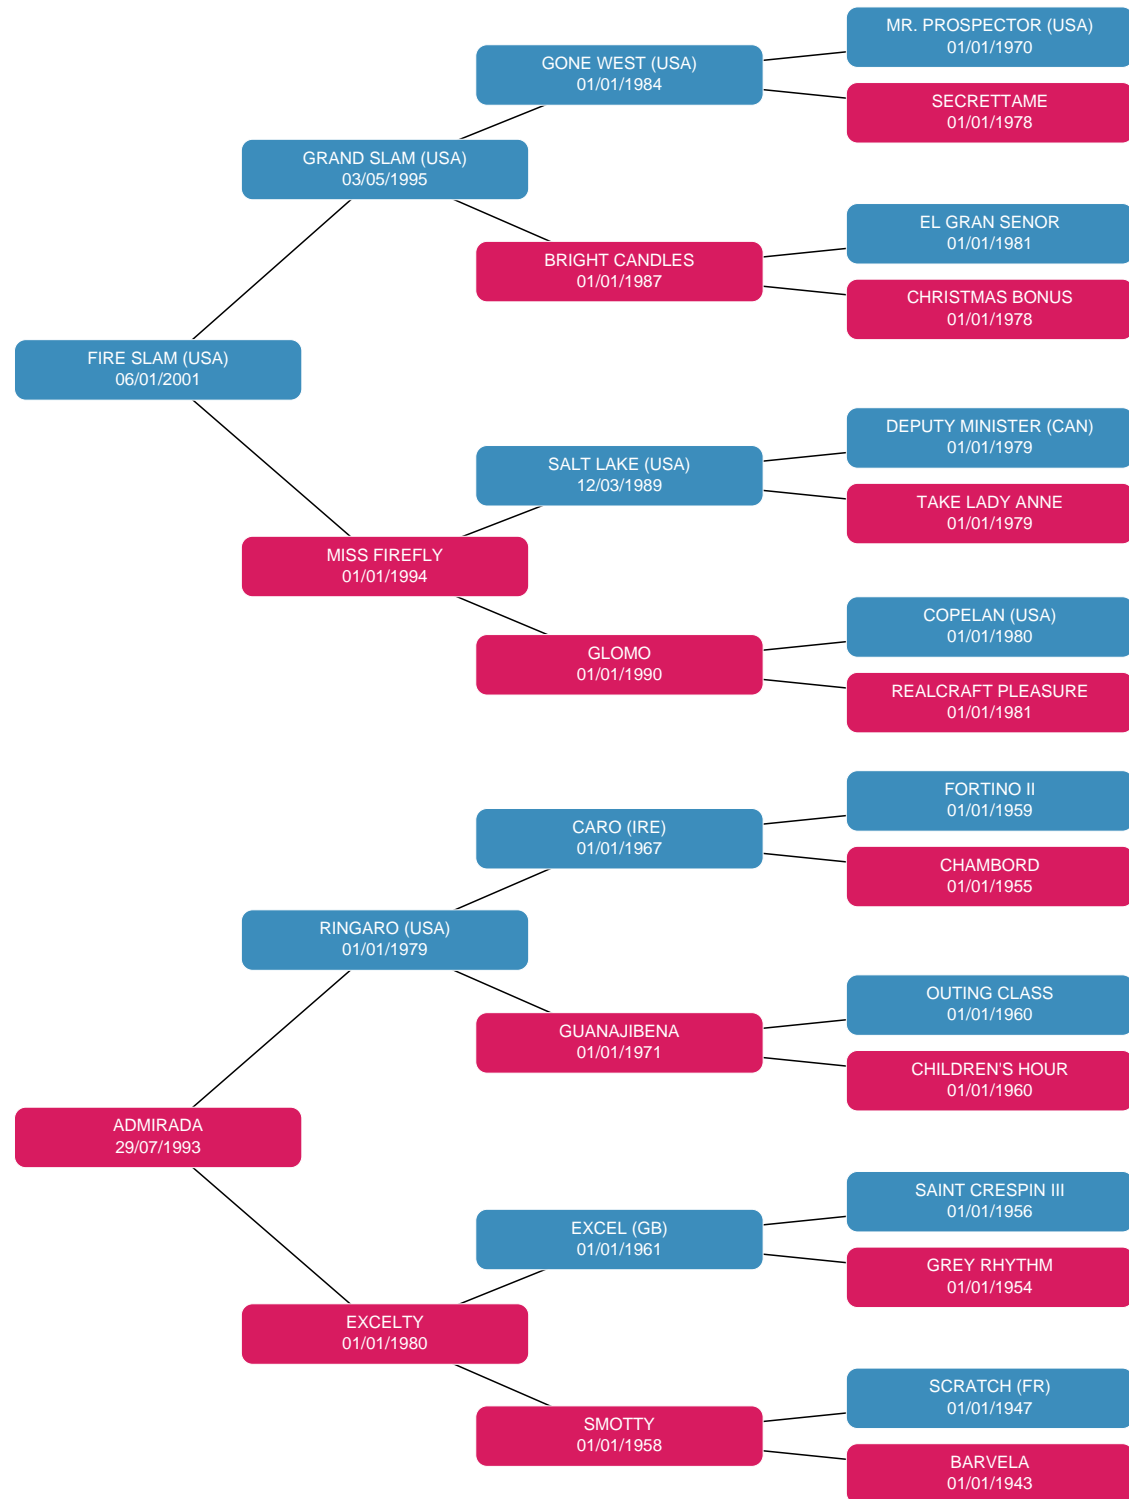 MR. PROSPECTOR (USA)
01/01/1970
GONE WEST (USA)
01/01/1984
SECRETTAME
01/01/1978
GRAND SLAM (USA)
03/05/1995
EL GRAN SENOR
01/01/1981
BRIGHT CANDLES
01/01/1987
CHRISTMAS BONUS
01/01/1978
FIRE SLAM (USA)
06/01/2001
DEPUTY MINISTER (CAN)
01/01/1979
SALT LAKE (USA)
12/03/1989
TAKE LADY ANNE
01/01/1979
MISS FIREFLY
01/01/1994
COPELAN (USA)
01/01/1980
GLOMO
01/01/1990
REALCRAFT PLEASURE
01/01/1981
FORTINO II
01/01/1959
CARO (IRE)
01/01/1967
CHAMBORD
01/01/1955
RINGARO (USA)
01/01/1979
OUTING CLASS
01/01/1960
GUANAJIBENA
01/01/1971
CHILDREN'S HOUR
01/01/1960
ADMIRADA
29/07/1993
SAINT CRESPIN III
01/01/1956
EXCEL (GB)
01/01/1961
GREY RHYTHM
01/01/1954
EXCELTY
01/01/1980
SCRATCH (FR)
01/01/1947
SMOTTY
01/01/1958
BARVELA
01/01/1943